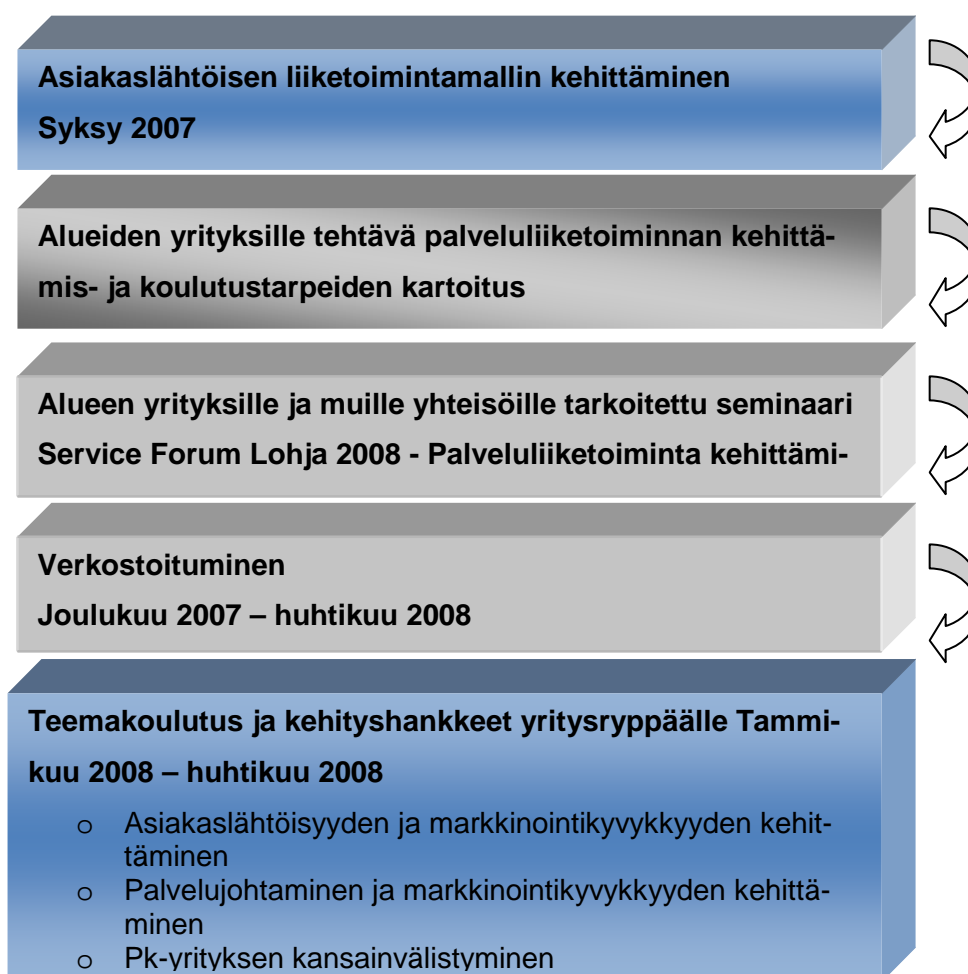 Asiakaslähtöisen liiketoimintamallin kehittäminen
Syksy 2007
Alueiden yrityksille tehtävä palveluliiketoiminnan kehittä-
mis- ja koulutustarpeiden kartoitus
Alueen yrityksille ja muille yhteisöille tarkoitettu seminaari
Service Forum Lohja 2008 - Palveluliiketoiminta kehittämi-
Verkostoituminen
Joulukuu 2007 – huhtikuu 2008
Teemakoulutus ja kehityshankkeet yritysryppäälle Tammi-
kuu 2008 – huhtikuu 2008
o Asiakaslähtöisyyden ja markkinointikyvykkyyden kehit-
täminen
o Palvelujohtaminen ja markkinointikyvykkyyden kehittä-
minen
o Pk-yrityksen kansainvälistyminen